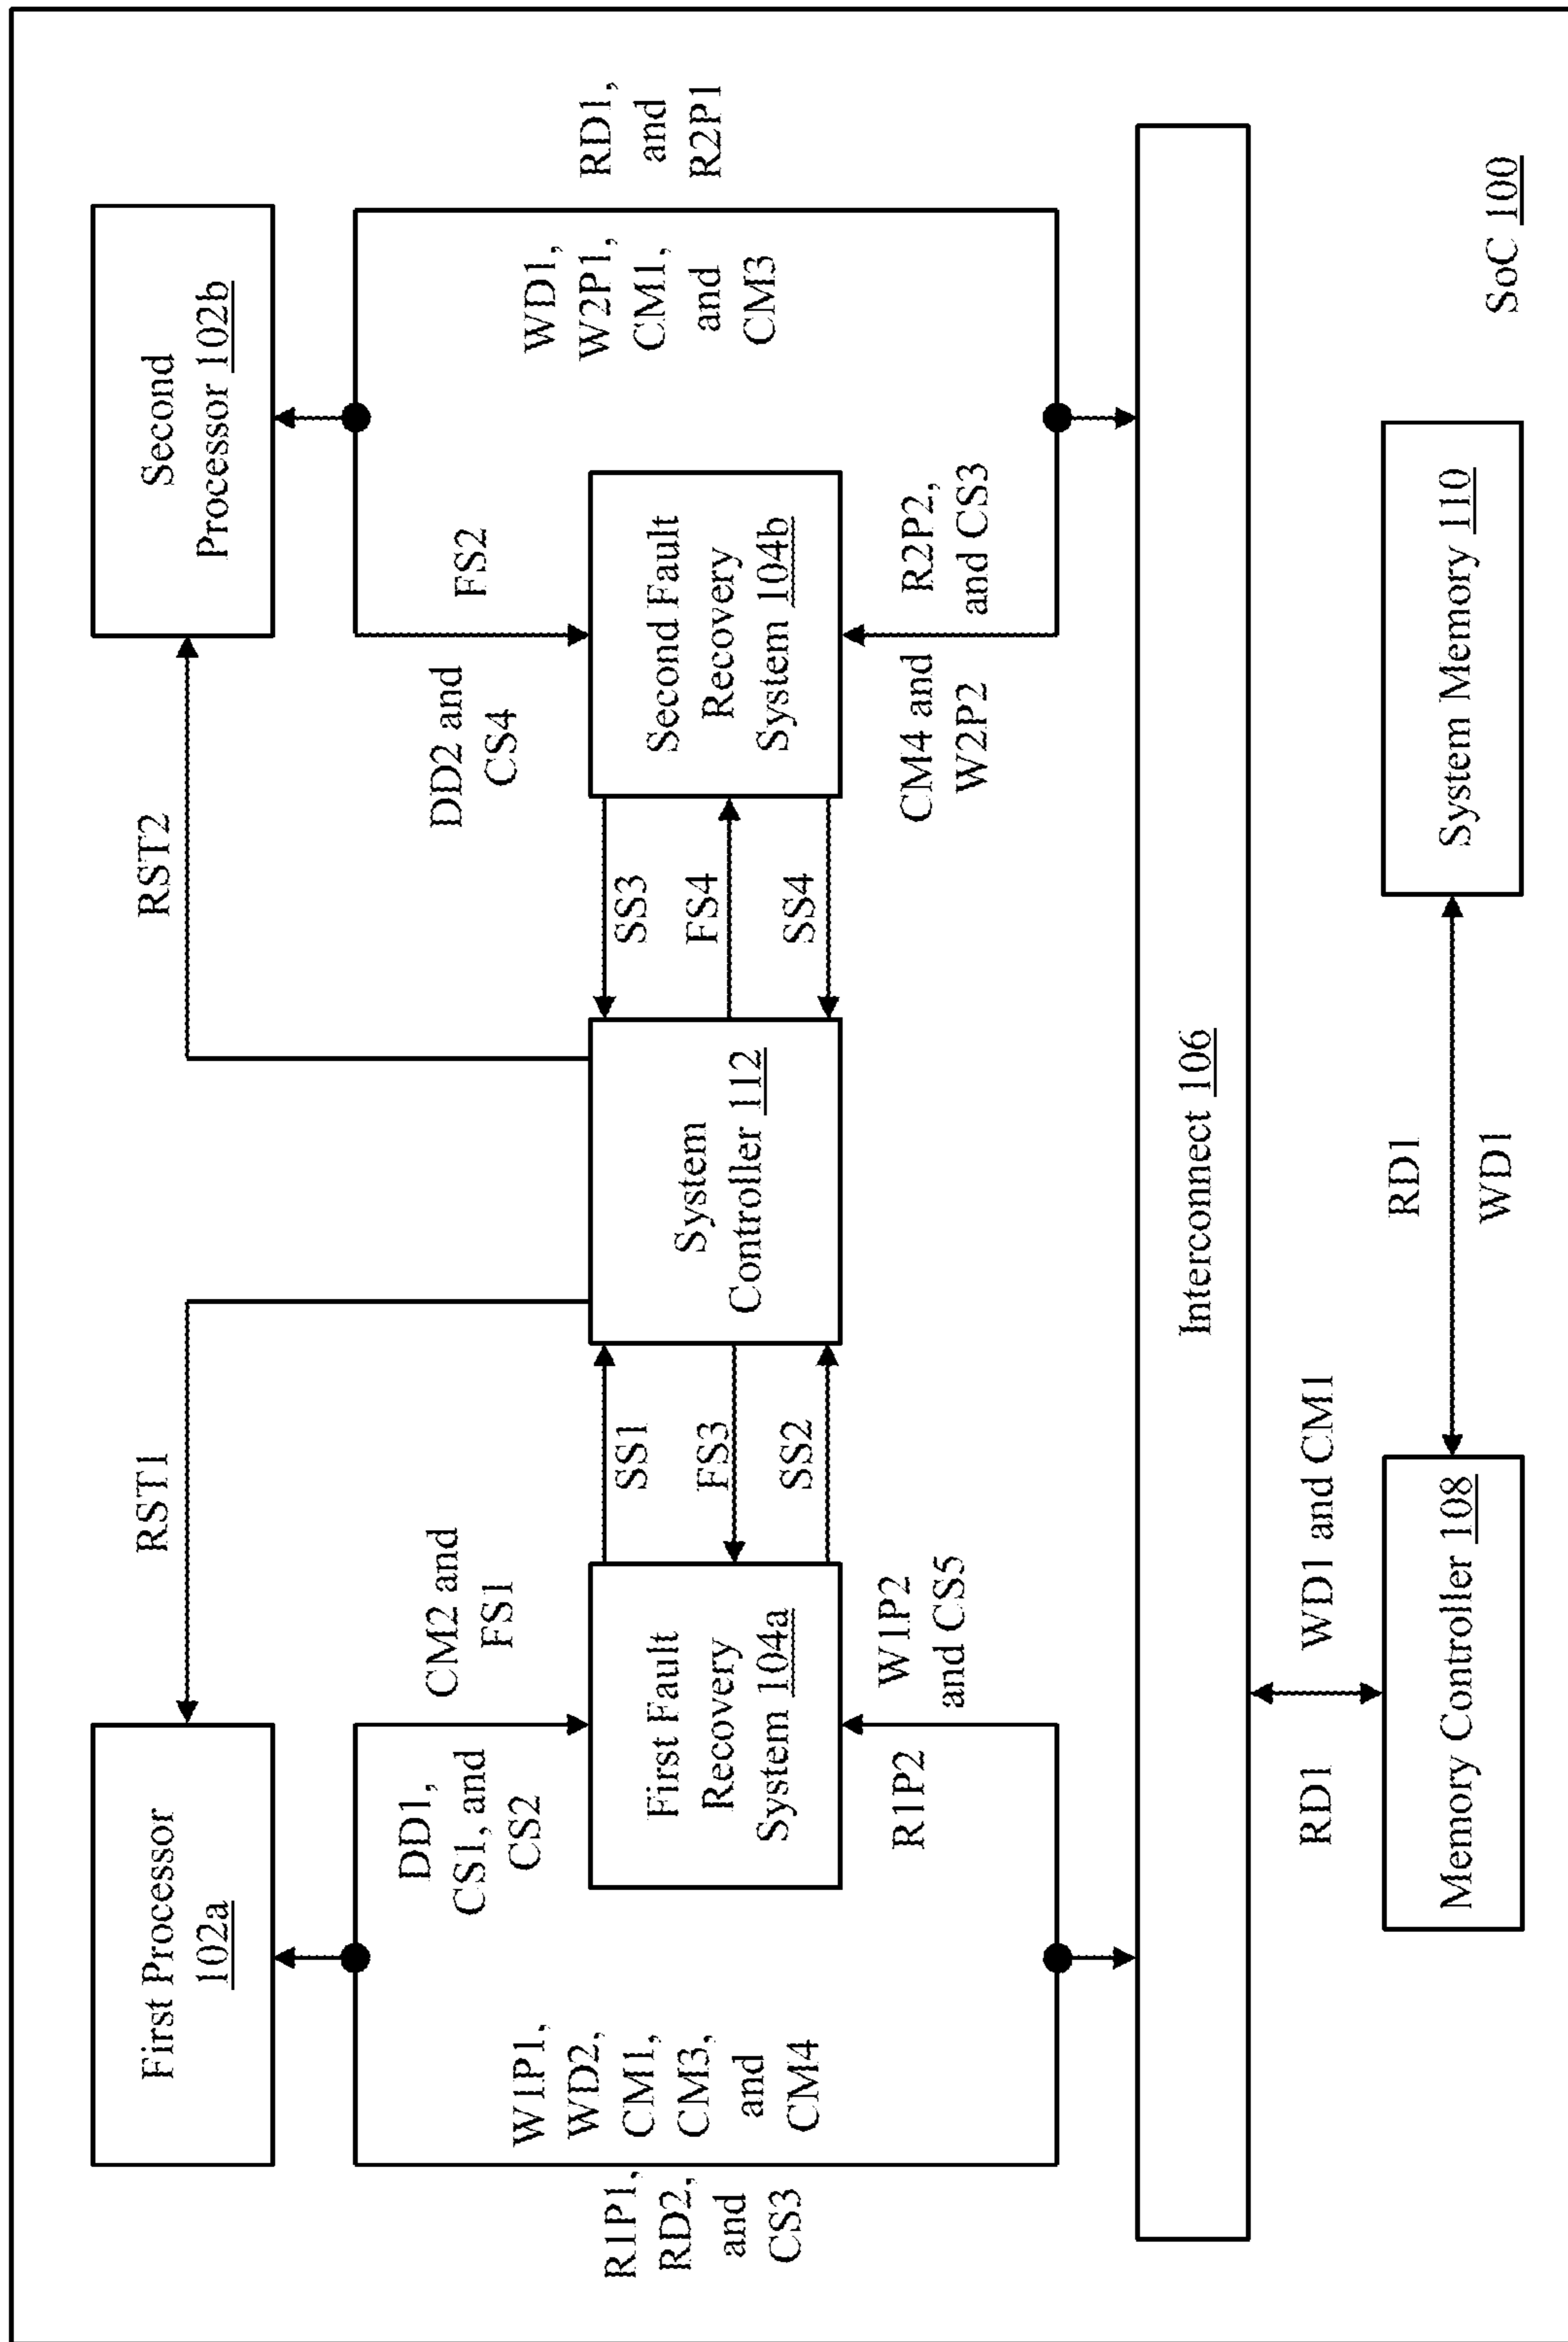 First Processor
102a
RST1
RST2
Second
Processor 102b
W1P1,
WD2,
CM1,
CM3,
and
CM4
R1P1,
RD2,
and
CS3
DD1,
CS1, and
CS2
CM2 and
FS1
First Fault
Recovery
System 104a
R1P2
W1P2
and CS5
SS1
FS3
SS2
System
Controller 112
SS3
FS4
SS4
DD2 and
CS4
FS2
Second Fault
Recovery
System 104b
CM4 and
W2P2
R2P2,
and CS3
WD1,
W2P1,
CM1,
and
CM3
RD1,
and
R2P1
Interconnect 106
RD1
WD1 and CM1
Memory Controller 108
RD1
WD1
System Memory 110
SoC 100